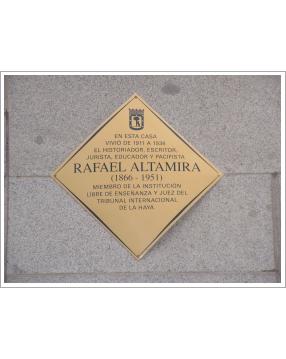 EN ESTA CASA
VIVIÓ DE 1911 A 1936
EL HISTORIADOR, ESCRITOR,
JURISTA, EDUCADOR Y PACIFISTA
RAFAEL ALTAMIRA
(1866 - 1951)
MIEMBRO DE LA INSTITUCIÓN
LIBRE DE ENSEÑANZA Y JUEZ DEL
TRIBUNAL INTERNACIONAL
DE LA HAYA